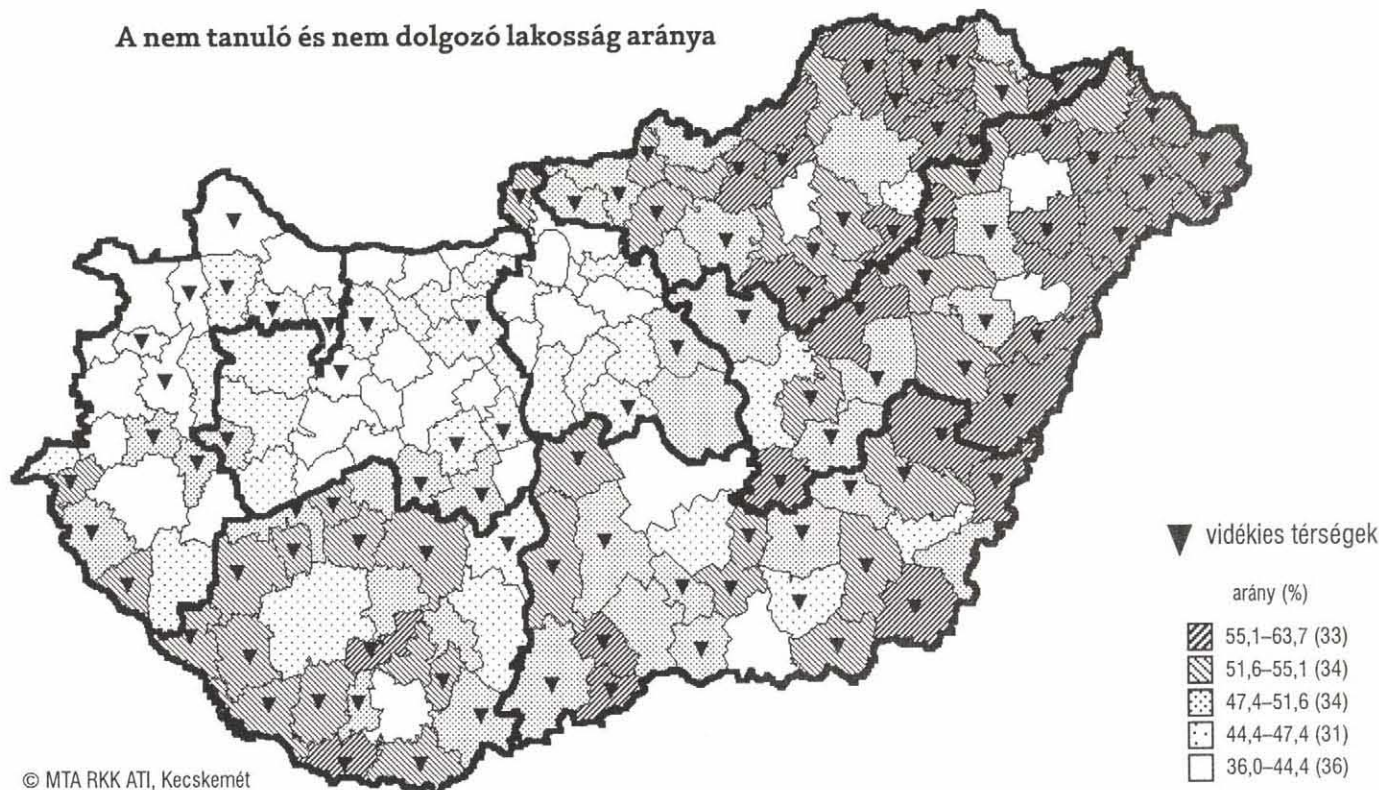 A nem tanuló és nem dolgozó lakosság aránya
vidékies térségek
arány (%)
55,1–63,7 (33)
51,6–55,1 (34)
47,4–51,6 (34)
44,4–47,4 (31)
36,0–44,4 (36)
© MTA RKK ATI, Kecskemét